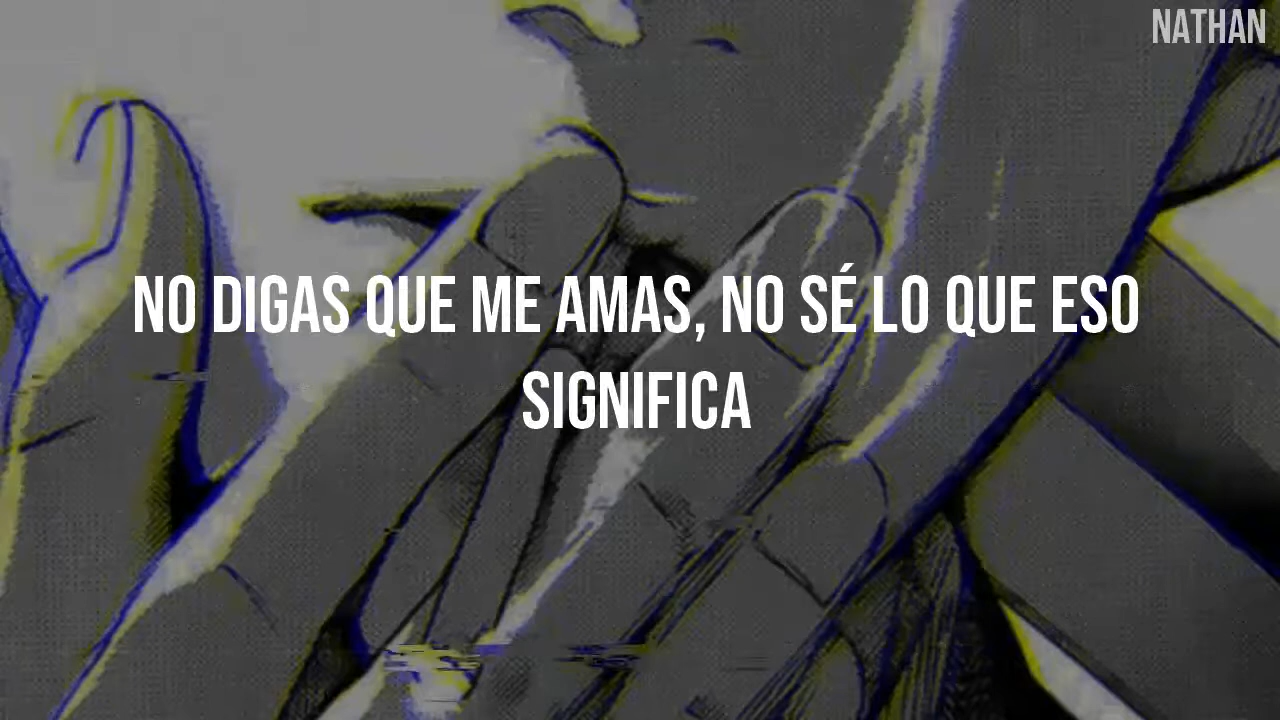 NATHAN
NO DIGAS QUE ME AMAS, NO SÉ LO QUE ESO
SIGNIFICA